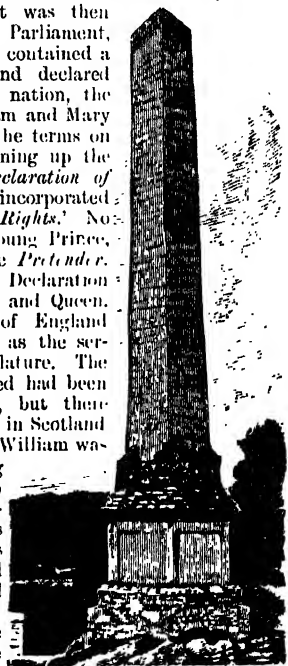 t was then
Parliament,
contained a
nd declared
nation, the
m and Mary
he terms on
ning up the
claration of
incorporated
Rights.' No
oung Prince,
e Pretender.
Declaration
and Queen.
of England
as the ser-
lature. The
ed had been
, but then-
in Scotland
William wa-